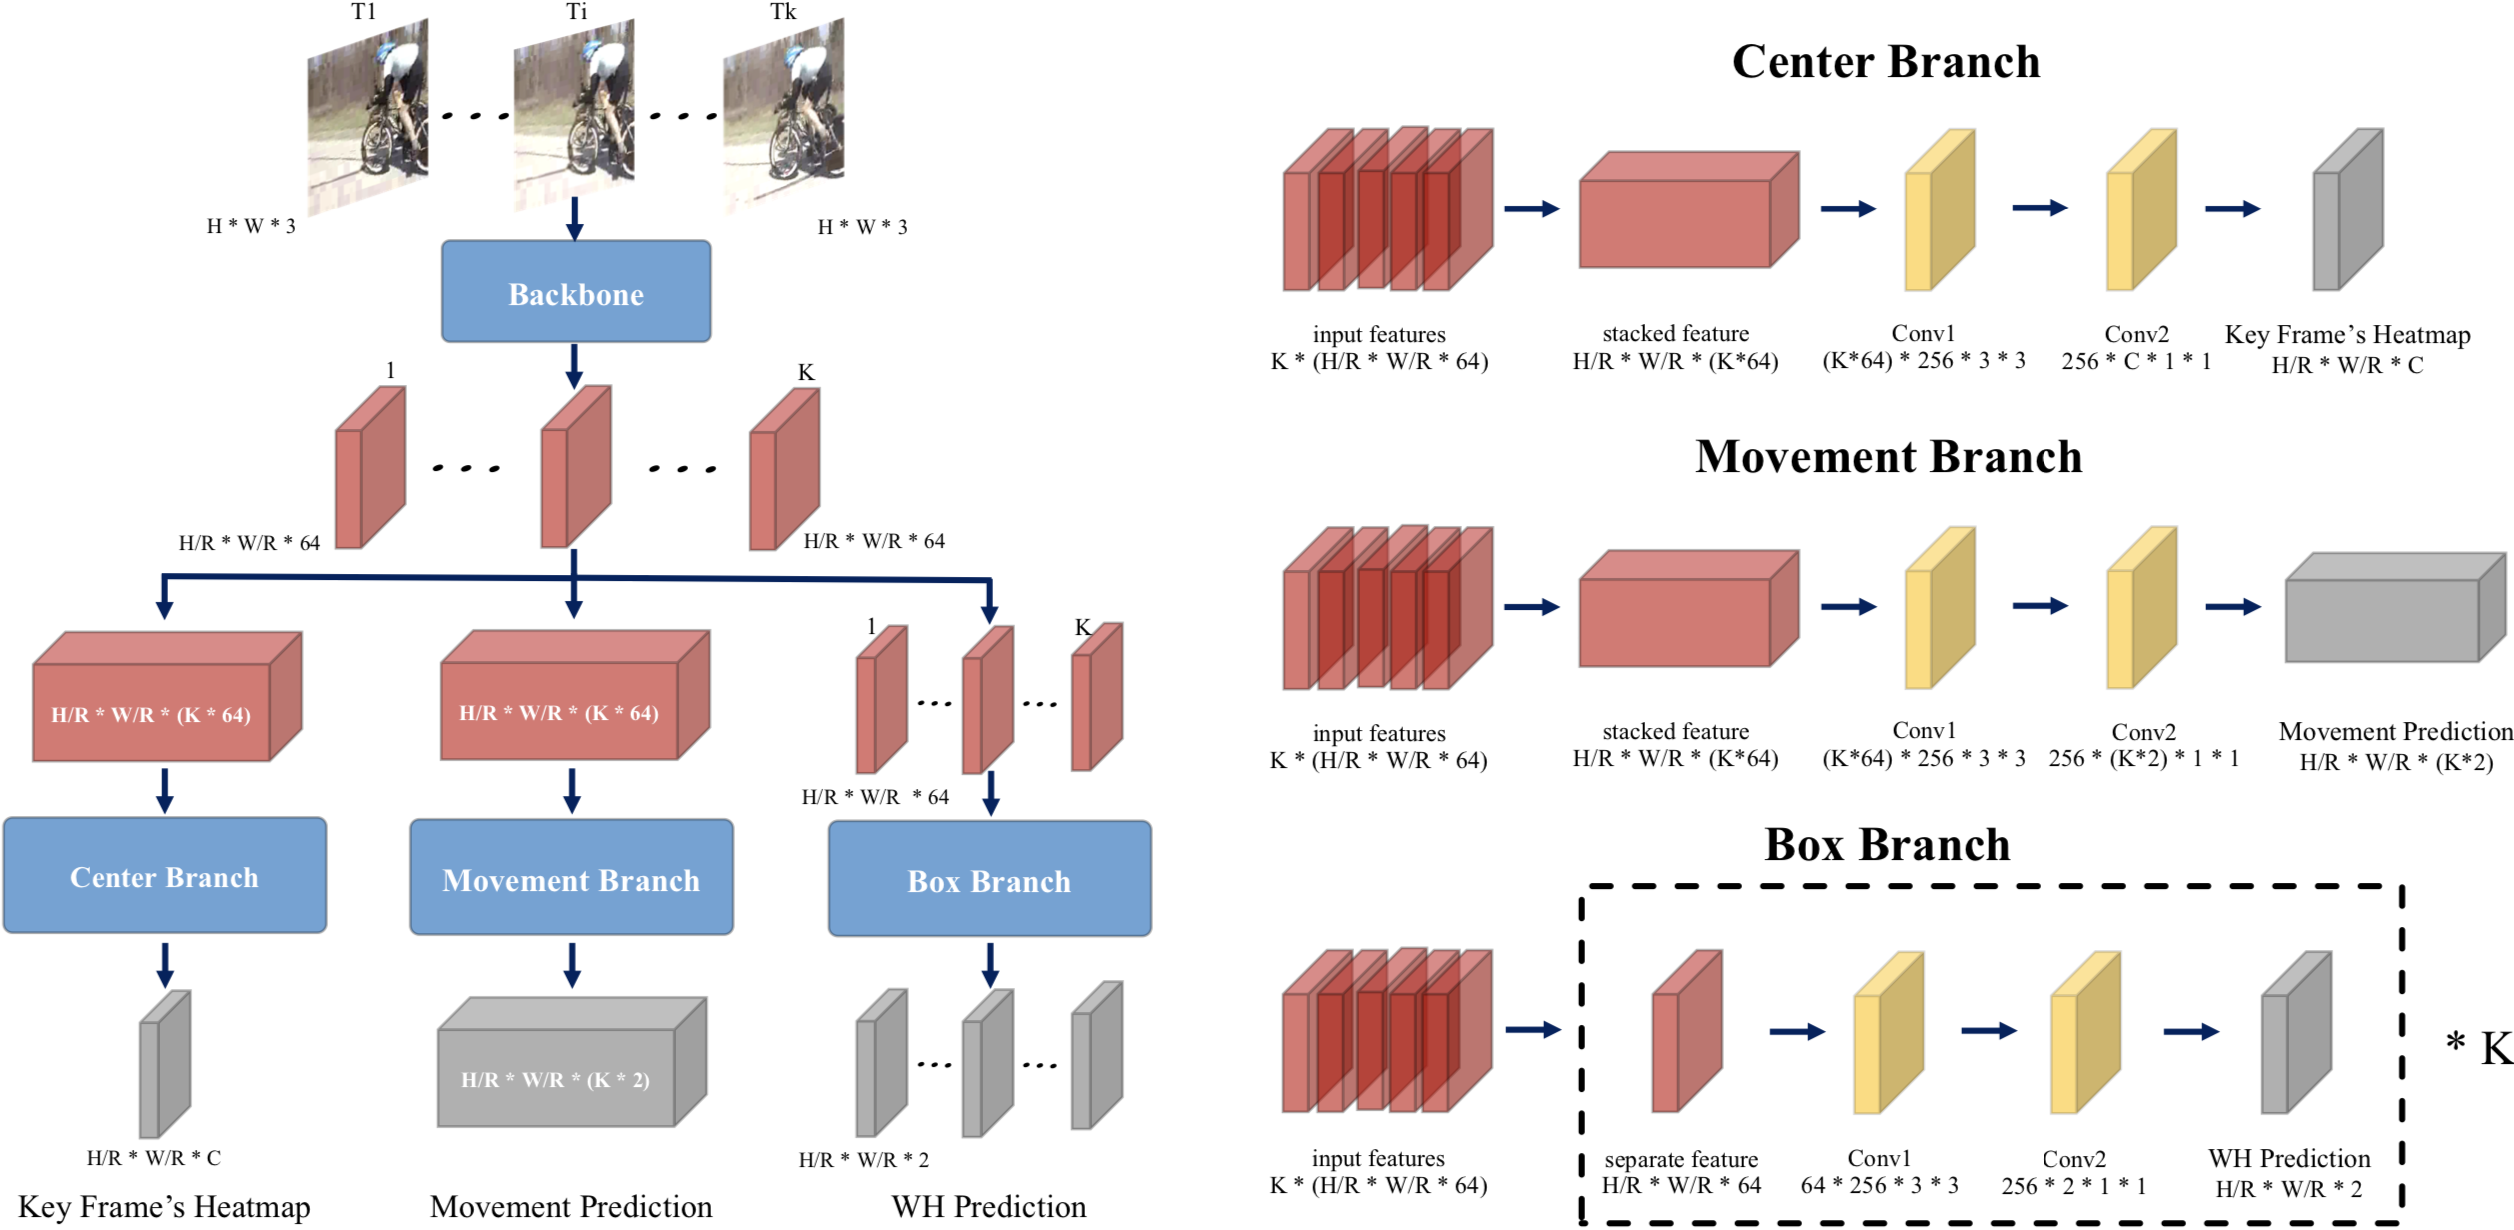 T1
Ti
Tk
H * W * 3
H * W * 3
Backbone
1
K
H/R * W/R * 64
H/R * W/R * 64
H/R * W/R * (K * 64)
H/R * W/R * (K * 64)
1
K
H/R * W/R * 64
Center Branch
Movement Branch
Box Branch
H/R * W/R * (K * 2)
H/R * W/R * C
H/R * W/R * 2
Key Frame's Heatmap
Movement Prediction
WH Prediction
Center Branch
input features
K * (H/R * W/R * 64)
stacked feature
H/R * W/R * (K*64)
Conv1
(K*64) * 256 * 3 * 3
Conv2
256 * C * 1 * 1
Key Frame's Heatmap
H/R * W/R * C
Movement Branch
input features
K * (H/R * W/R * 64)
stacked feature
H/R * W/R * (K*64)
Conv1
(K*64) * 256 * 3 * 3
Conv2
256 * (K*2) * 1 * 1
Movement Prediction
H/R * W/R * (K*2)
Box Branch
input features
K * (H/R * W/R * 64)
separate feature
H/R * W/R * 64
Conv1
64 * 256 * 3 * 3
Conv2
256 * 2 * 1 * 1
WH Prediction
H/R * W/R * 2
* K